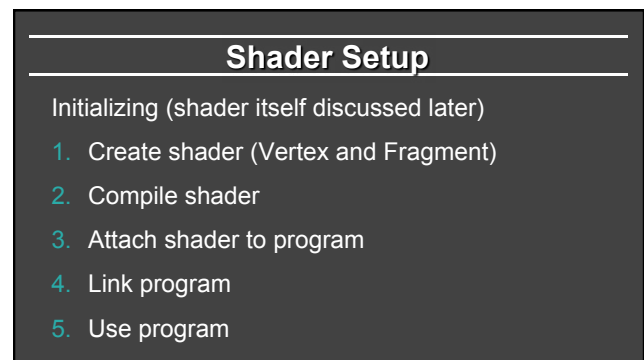 Shader Setup
Initializing (shader itself discussed later)
1. Create shader (Vertex and Fragment)
2. Compile shader
3. Attach shader to program
4. Link program
5. Use program